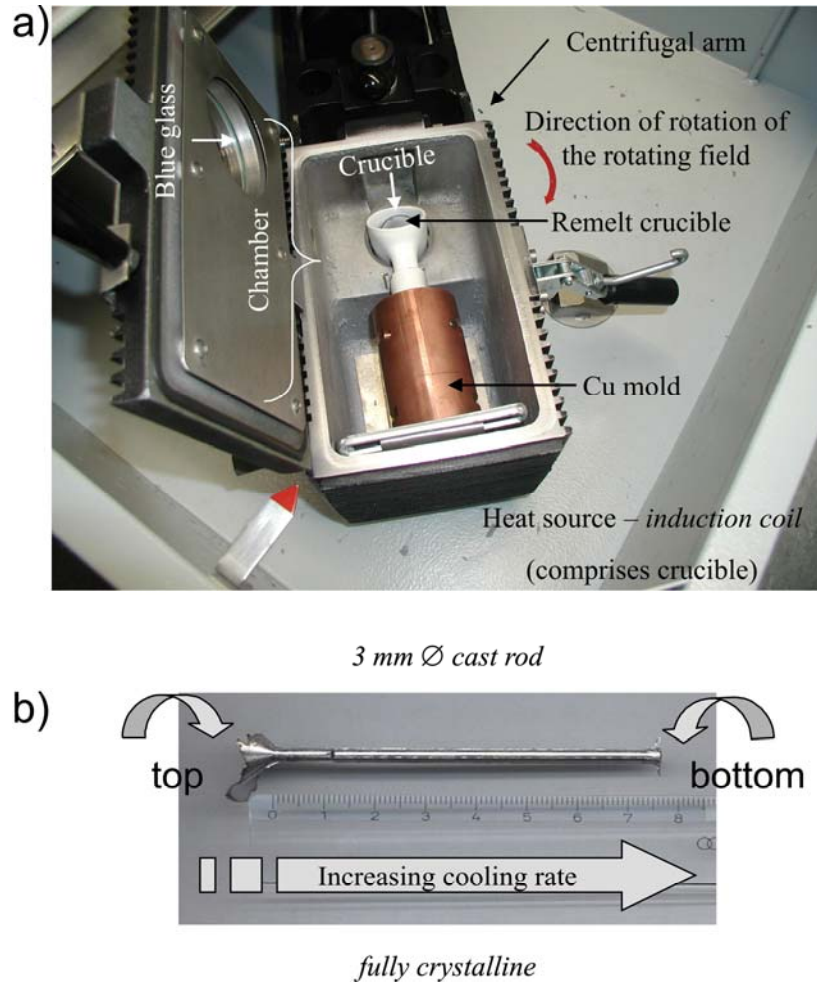 a)
Centrifugal arm
Direction of rotation of
the rotating field
Blue glass
Crucible
Remelt crucible
Chamber
Cu mold
Heat source – induction coil
(comprises crucible)
3 mm Ø cast rod
b)
top
bottom
0 1 2 3 4 5 6 7 8
Increasing cooling rate
fully crystalline